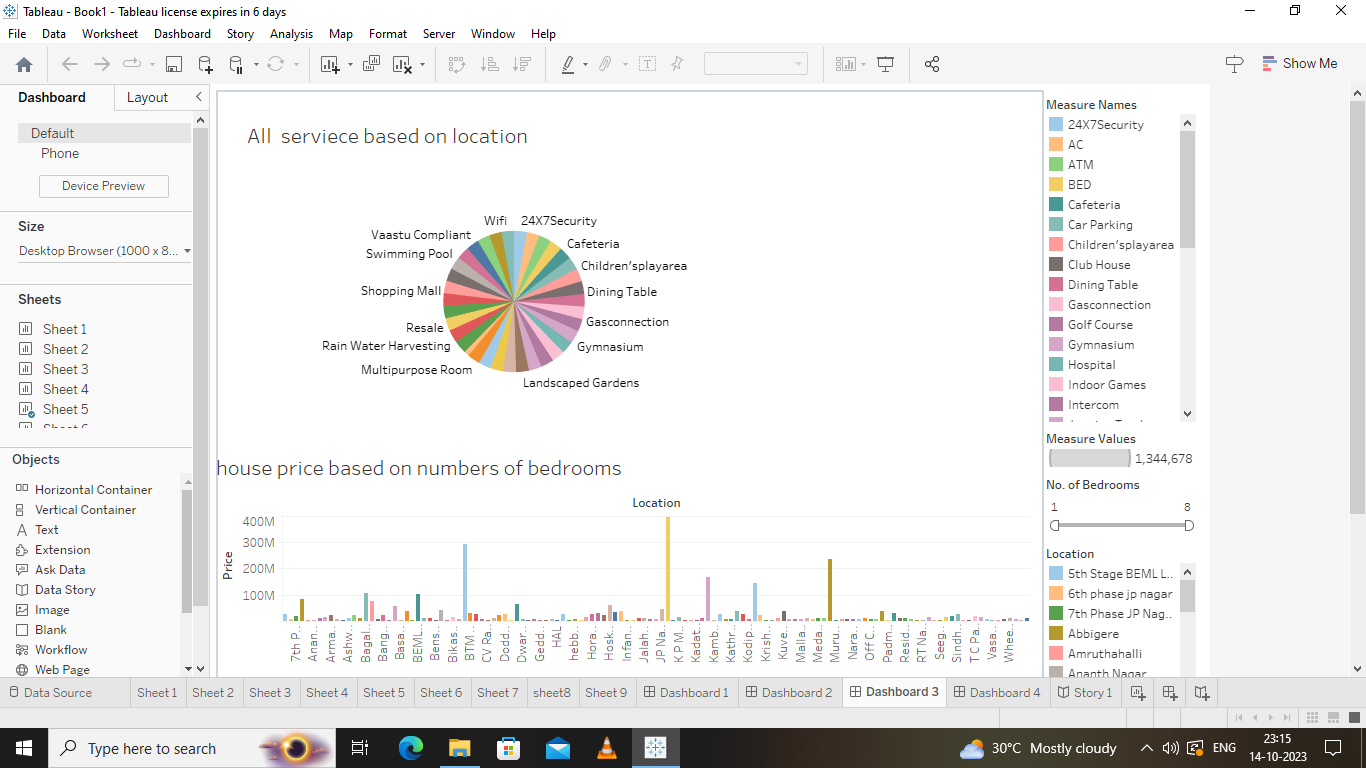 Tableau - Book1 - Tableau license expires in 6 days
File Data Worksheet Dashboard Story Analysis Map Format Server Window Help
Show Me
Dashboard Layout
Default
Phone
Device Preview
Size
Desktop Browser (1000 x 8...
Sheets
Sheet 1
Sheet 2
Sheet 3
Sheet 4
Sheet 5
Objects
Horizontal Container
Vertical Container
Text
Extension
Ask Data
Data Story
Image
Blank
Workflow
Web Page
All serviece based on location
Wifi 24X7Security
Vaastu Compliant
Cafeteria
Swimming Pool
Children'splayarea
Shopping Mall
Dining Table
Gasconnection
Resale
Rain Water Harvesting
Gymnasium
Multipurpose Room
Landscaped Gardens
house price based on numbers of bedrooms
Location
Price
400M
300M
200M
100M
7th P..
Anan..
Arma..
Ashw..
Bagal..
Bang..
Basa..
BEML..
Bens..
Bikas..
BTM..
CV Ra..
Dodd..
Dwar..
Gedd..
HAL
hebb..
Hora..
Hosk..
Infan..
Jalah..
JP Na..
K P M..
Kadat..
Kamb..
Kathr..
Kodip..
Krish..
Kuve..
Malla..
Meda..
Muru..
Nara..
Off C..
Padm..
Resid..
RT Na..
Seeg..
Sindh..
T C Pa..
Vasa..
Whee..
Measure Names
24X7Security
AC
ATM
BED
Cafeteria
Car Parking
Children'splayarea
Club House
Dining Table
Gasconnection
Golf Course
Gymnasium
Hospital
Indoor Games
Intercom
Measure Values
1,344,678
No. of Bedrooms
1 8
Location
5th Stage BEML L..
6th phase jp nagar
7th Phase JP Nag..
Abbigere
Amruthahalli
Ananth Nagar
Data Source Sheet 1 Sheet 2 Sheet 3 Sheet 4 Sheet 5 Sheet 6 Sheet 7 sheet8 Sheet 9 Dashboard 1 Dashboard 2 Dashboard 3 Dashboard 4 Story 1
Type here to search
30°C Mostly cloudy
ENG
23:15
14-10-2023